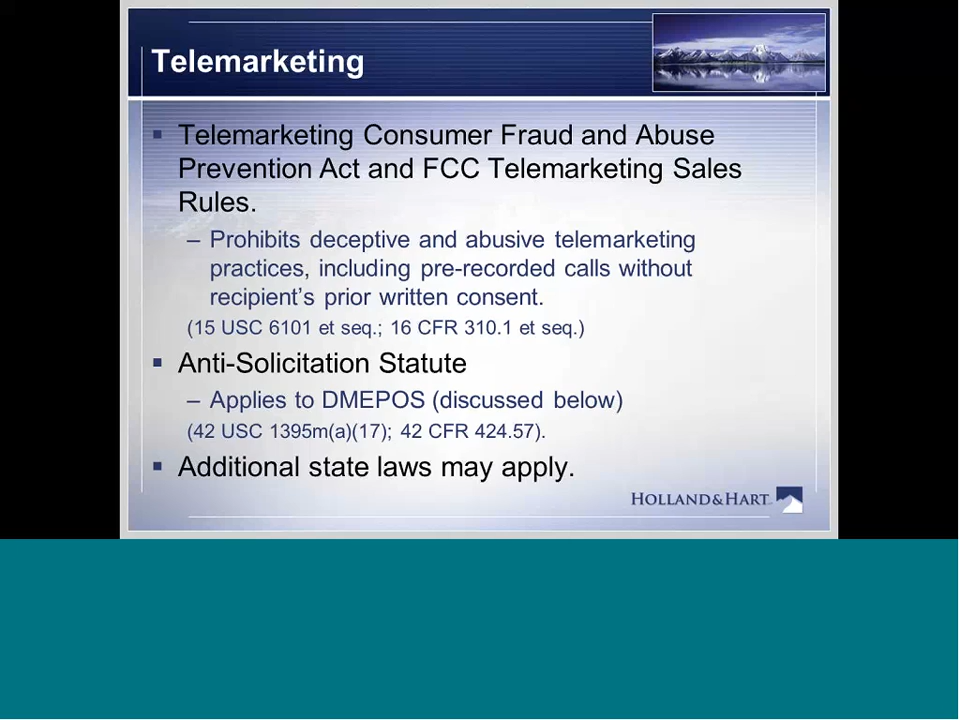 Telemarketing
▪ Telemarketing Consumer Fraud and Abuse
Prevention Act and FCC Telemarketing Sales
Rules.
– Prohibits deceptive and abusive telemarketing
practices, including pre-recorded calls without
recipient’s prior written consent.
(15 USC 6101 et seq.; 16 CFR 310.1 et seq.)
▪ Anti-Solicitation Statute
– Applies to DMEPOS (discussed below)
(42 USC 1395m(a)(17); 42 CFR 424.57).
▪ Additional state laws may apply.
HOLLAND&HART